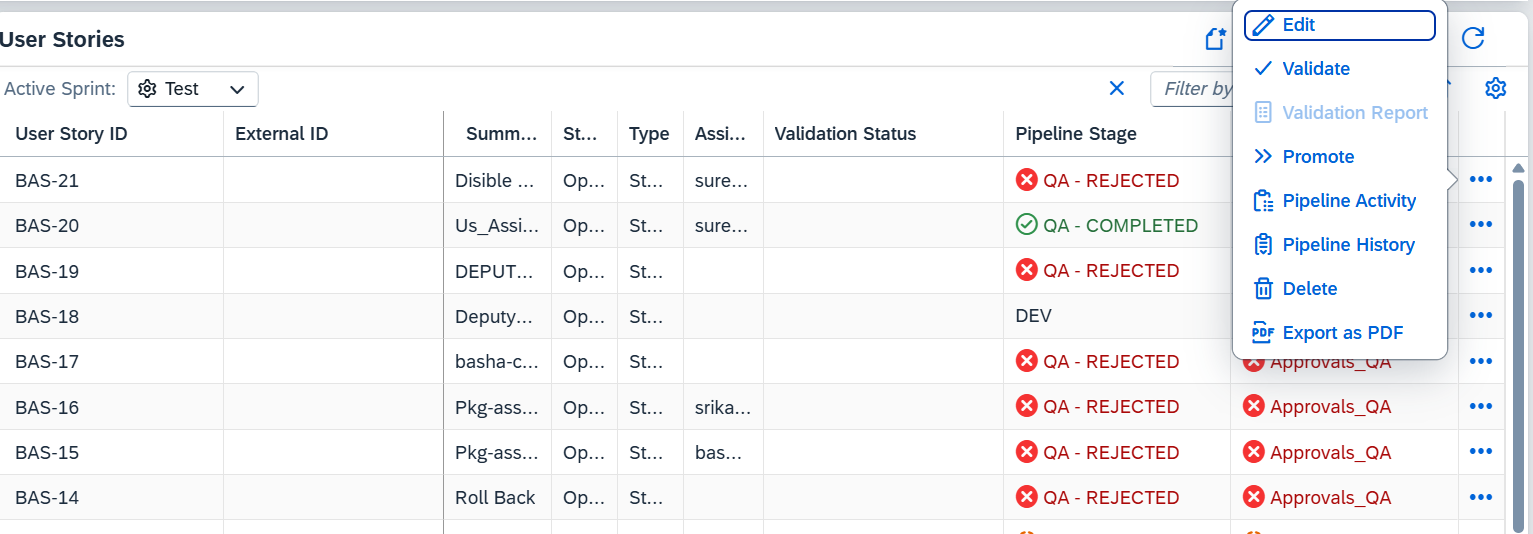 User Stories
Active Sprint: Test
Filter by
User Story ID External ID Summ... St... Type Assi... Validation Status Pipeline Stage
BAS-21 Disible ... Op... St... sure... QA - REJECTED
BAS-20 Us_Assi... Op... St... sure... QA - COMPLETED
BAS-19 DEPUT... Op... St... QA - REJECTED
BAS-18 Deputy... Op... St... DEV
BAS-17 basha-c... Op... St... QA - REJECTED Approvals_QA
BAS-16 Pkg-ass... Op... St... srika... QA - REJECTED Approvals_QA
BAS-15 Pkg-ass... Op... St... bas... QA - REJECTED Approvals_QA
BAS-14 Roll Back Op... St... QA - REJECTED Approvals_QA
Edit
Validate
Validation Report
Promote
Pipeline Activity
Pipeline History
Delete
PDF Export as PDF